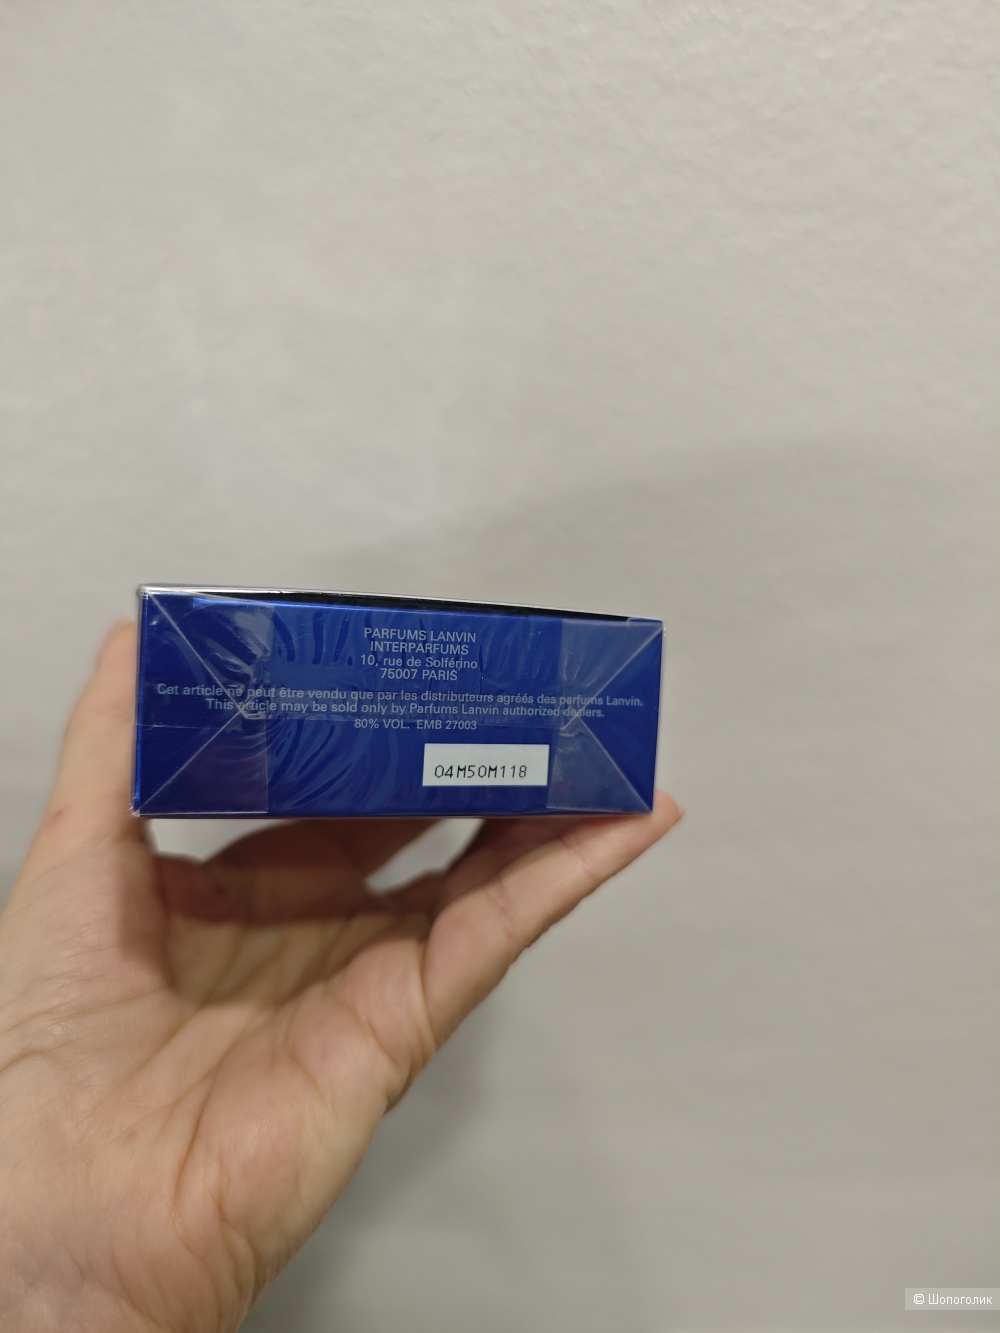 PARFUMS LANVIN
INTERPARFUMS
10, rue de Solférino
75007 PARIS
Cet article ne peut être vendu que par les distributeurs agréés des parfums Lanvin.
This article may be sold only by Parfums Lanvin authorized dealers.
80% VOL. EMB 27003
04M50M118
© Шопоголик